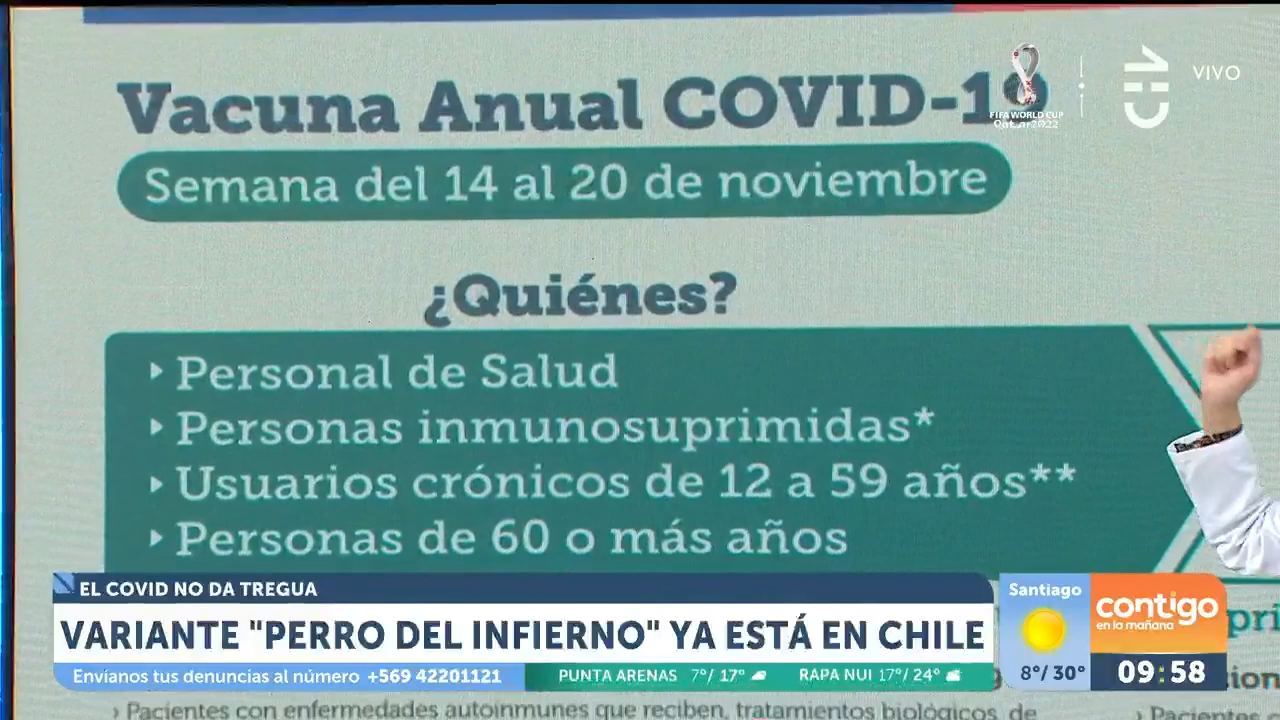 Vacuna Anual COVID-19
FIFA WORLD CUP
Qatar2022
CHV
VIVO
Semana del 14 al 20 de noviembre
¿Quiénes?
‣ Personal de Salud
‣ Personas inmunosuprimidas*
‣ Usuarios crónicos de 12 a 59 años**
‣ Personas de 60 o más años
EL COVID NO DA TREGUA
VARIANTE "PERRO DEL INFIERNO" YA ESTÁ EN CHILE
Envíanos tus denuncias al número +569 42201121
PUNTA ARENAS 7°/ 17° RAPA NUI 17°/ 24°
Santiago
8°/ 30°
contigo
en la mañana
09:58
› Pacientes con enfermedades autoinmunes que reciben, tratamientos biológicos, de